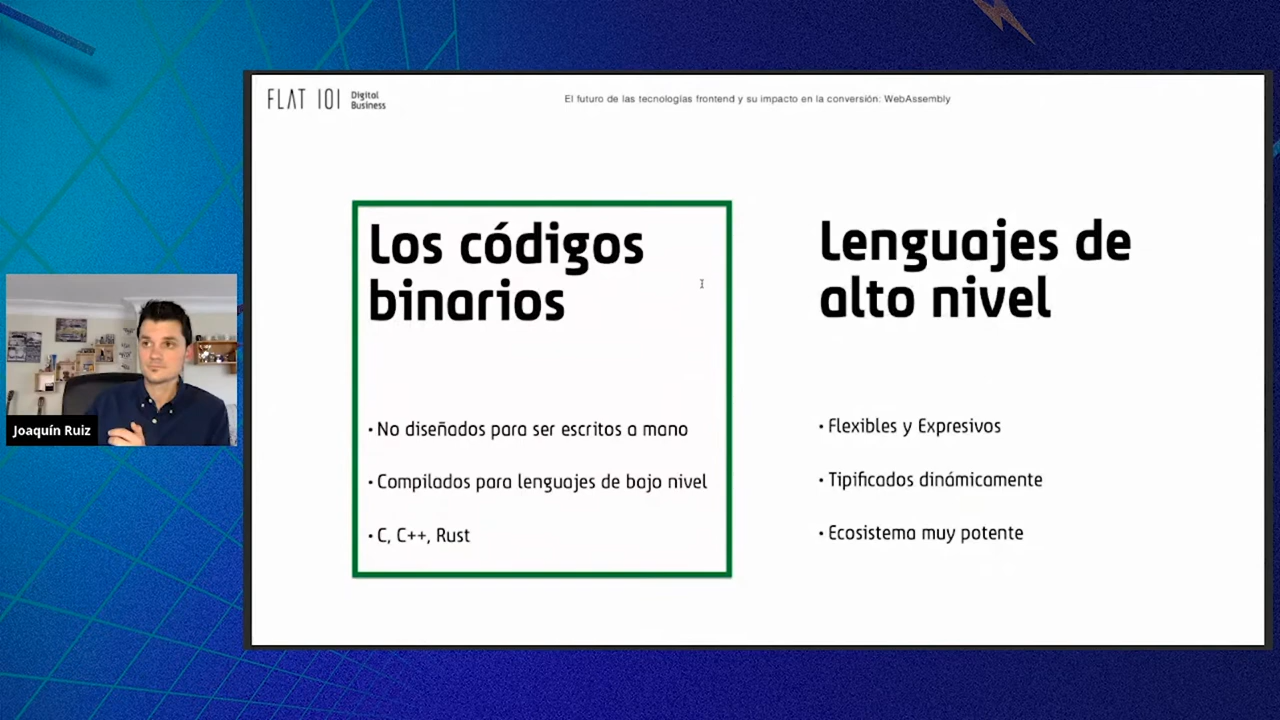 FLAT 101 Digital
Business
El futuro de las tecnologías frontend y su impacto en la conversión: WebAssembly
Los códigos
binarios
• No diseñados para ser escritos a mano
• Compilados para lenguajes de bajo nivel
• C, C++, Rust
Lenguajes de
alto nivel
• Flexibles y Expresivos
• Tipificados dinámicamente
• Ecosistema muy potente
Joaquín Ruiz